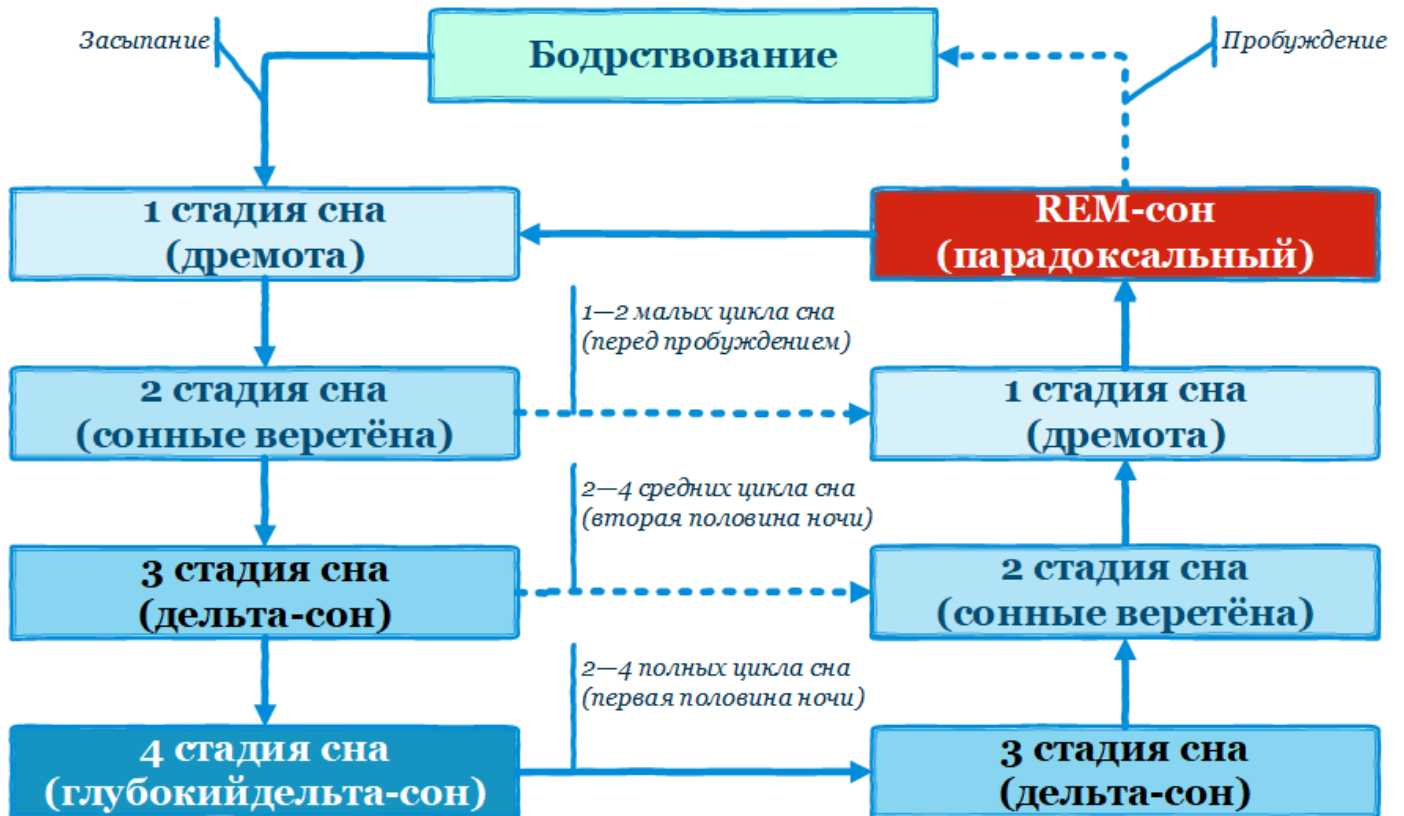 Засыпание
Бодрствование
Пробуждение
1 стадия сна
(дремота)
REM-сон
(парадоксальный)
1—2 малых цикла сна
(перед пробуждением)
2 стадия сна
(сонные веретёна)
1 стадия сна
(дремота)
2—4 средних цикла сна
(вторая половина ночи)
3 стадия сна
(дельта-сон)
2 стадия сна
(сонные веретёна)
2—4 полных цикла сна
(первая половина ночи)
4 стадия сна
(глубокийдельта-сон)
3 стадия сна
(дельта-сон)